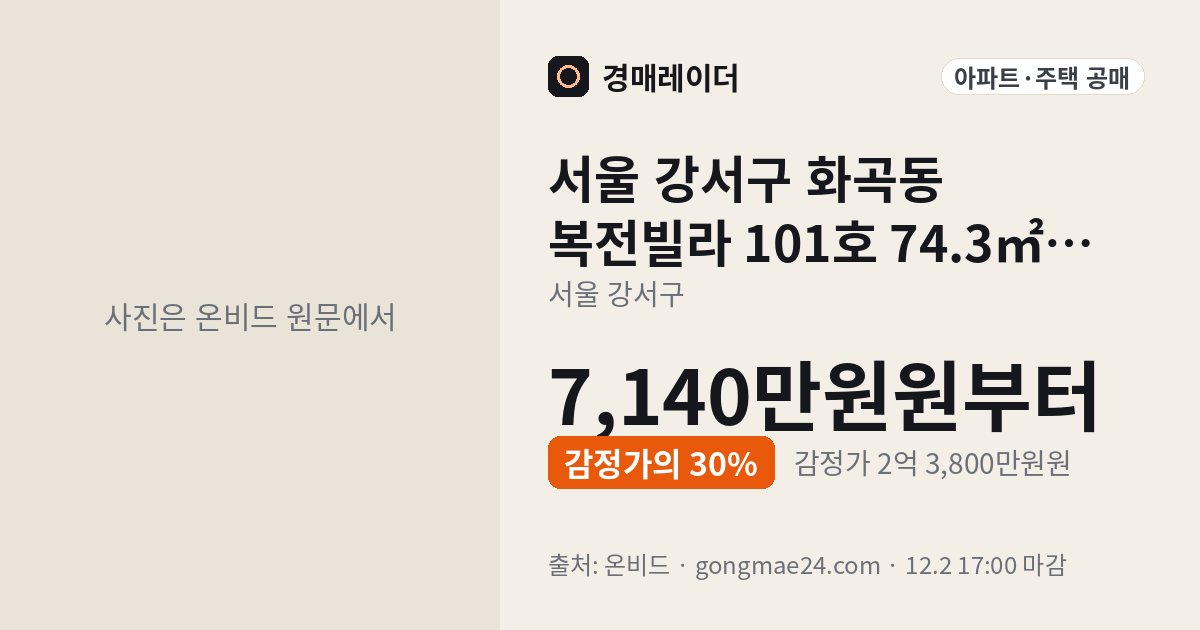 사진은 온비드 원문에서
경매레이더
아파트·주택 공매
서울 강서구 화곡동
복전빌라 101호 74.3㎡…
서울 강서구
7,140만원원부터
감정가의 30%
감정가 2억 3,800만원원
출처: 온비드 · gongmae24.com · 12.2 17:00 마감